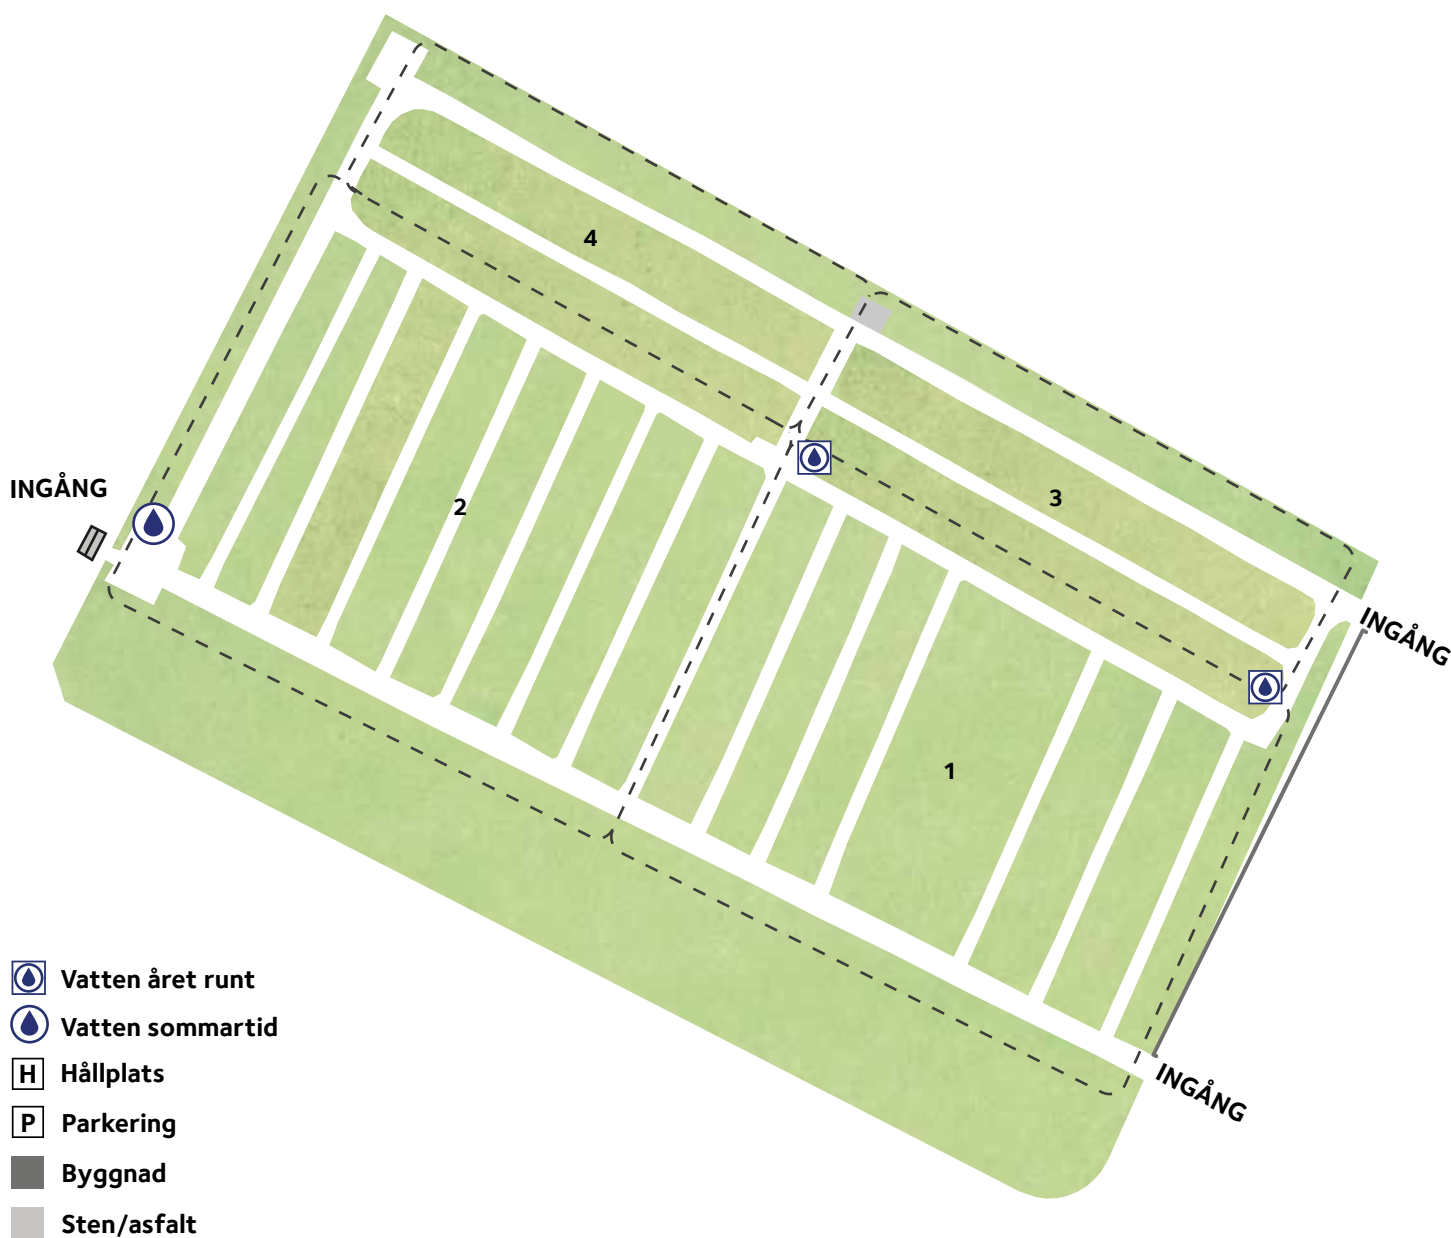 4
INGÅNG
2
3
INGÅNG
1
INGÅNG
Vatten året runt
Vatten sommartid
H Hållplats
P Parkering
Byggnad
Sten/asfalt